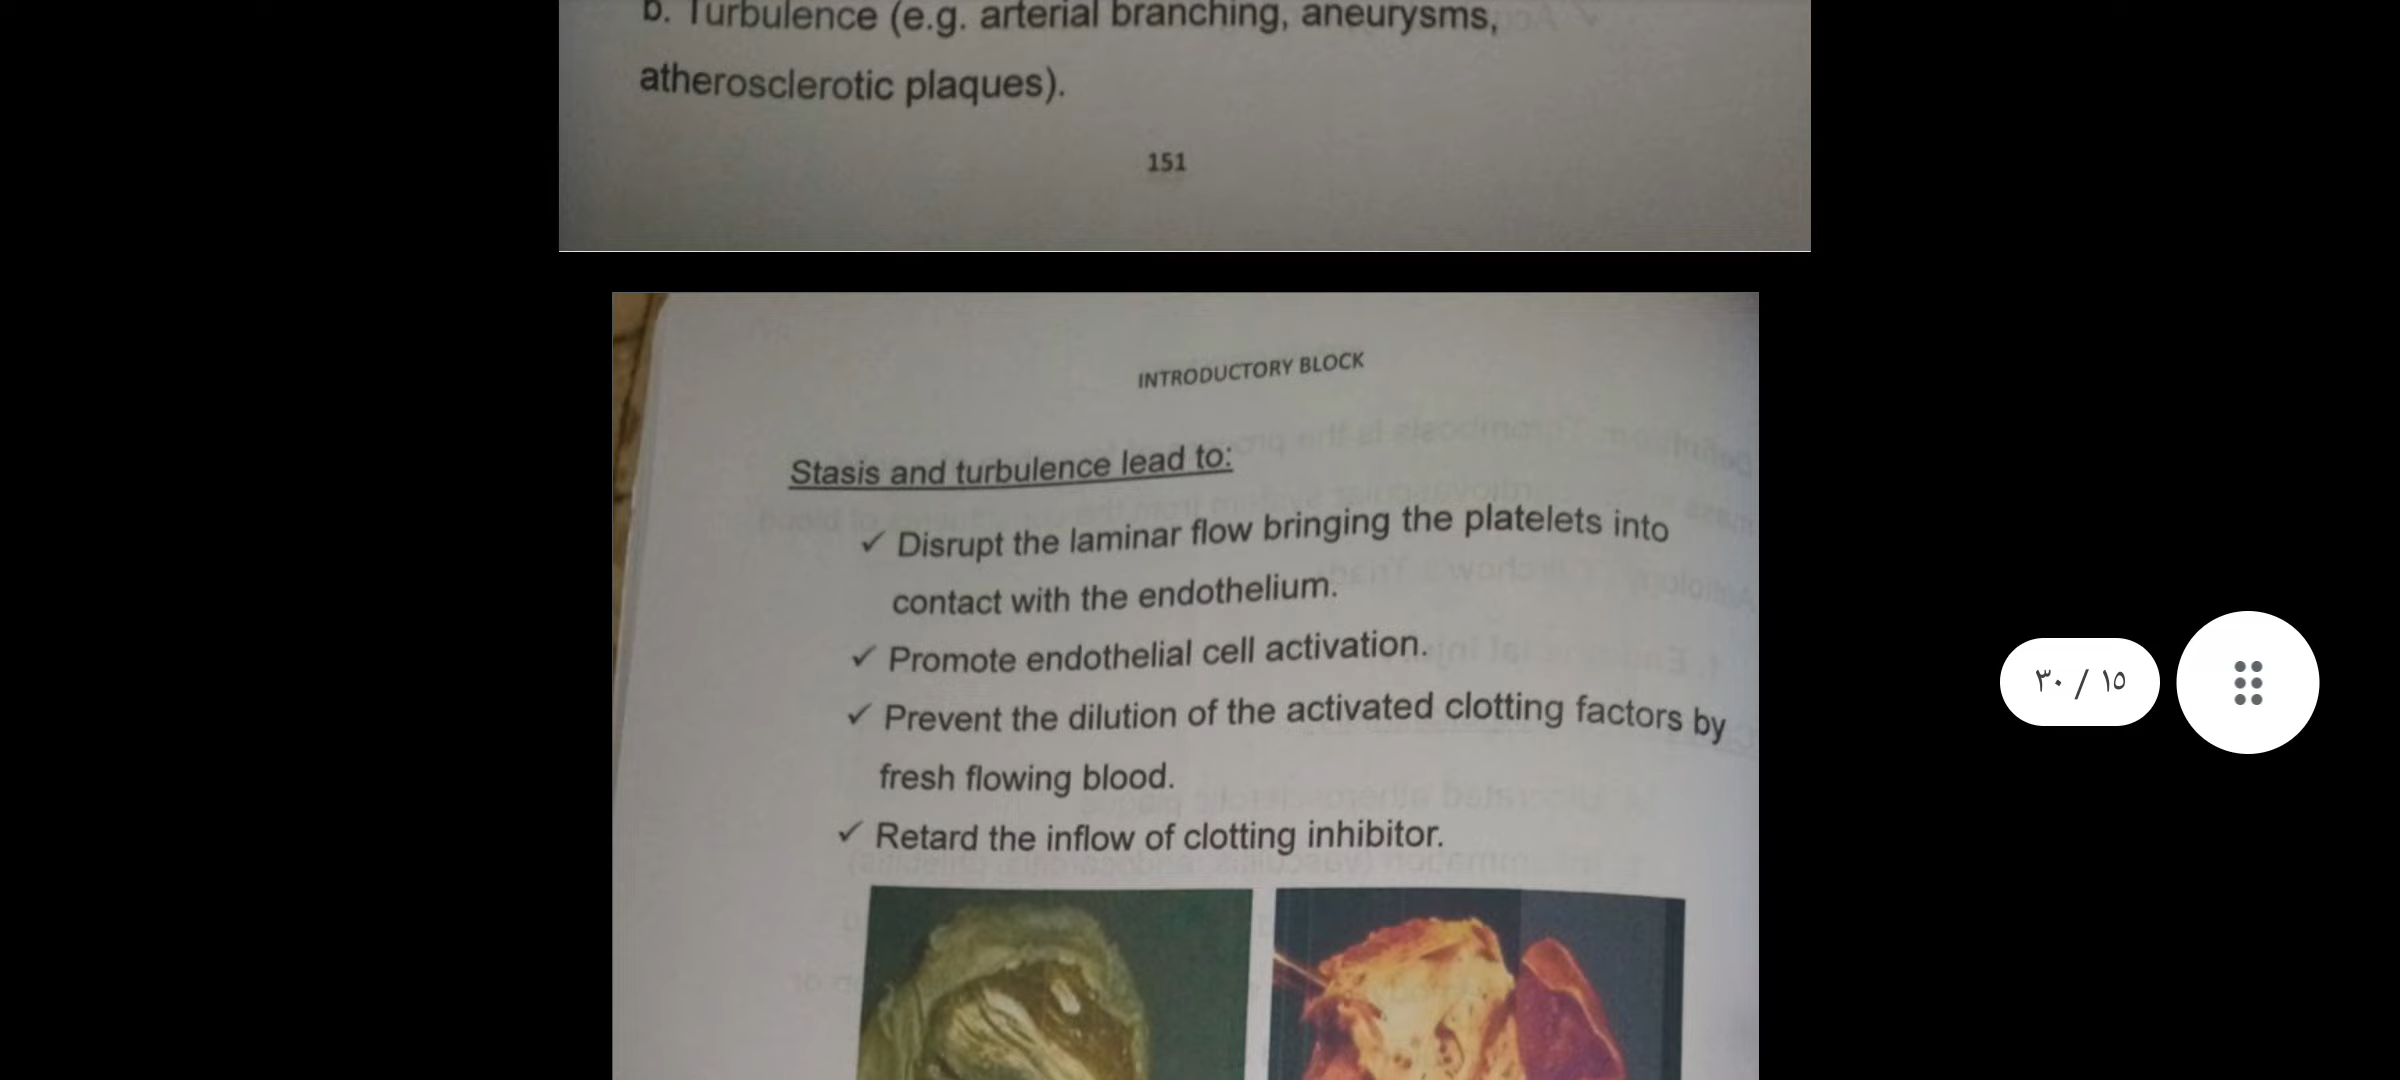 b. Turbulence (e.g. arterial branching, aneurysms,
atherosclerotic plaques).
151
INTRODUCTORY BLOCK
Stasis and turbulence lead to:
✓ Disrupt the laminar flow bringing the platelets into
contact with the endothelium.
✓ Promote endothelial cell activation.
✓ Prevent the dilution of the activated clotting factors by
fresh flowing blood.
✓ Retard the inflow of clotting inhibitor.
٣٠ / ١٥